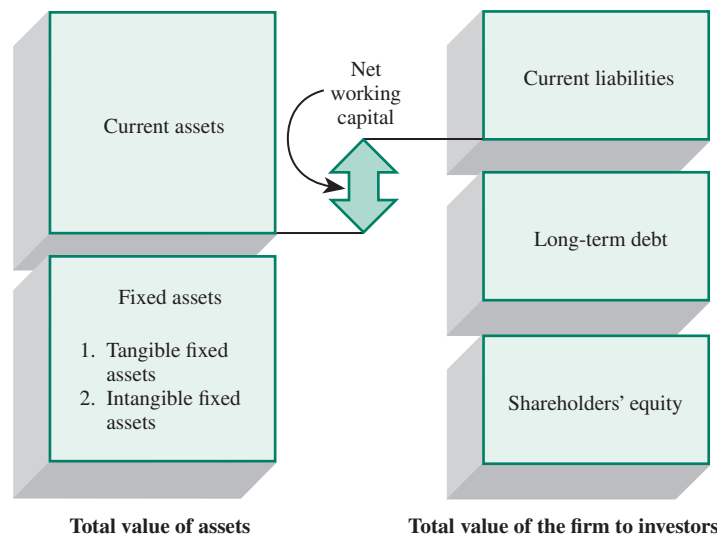 Current assets
Fixed assets
1. Tangible fixed
assets
2. Intangible fixed
assets
Total value of assets
Net
working
capital
Current liabilities
Long-term debt
Shareholders’ equity
Total value of the firm to investors